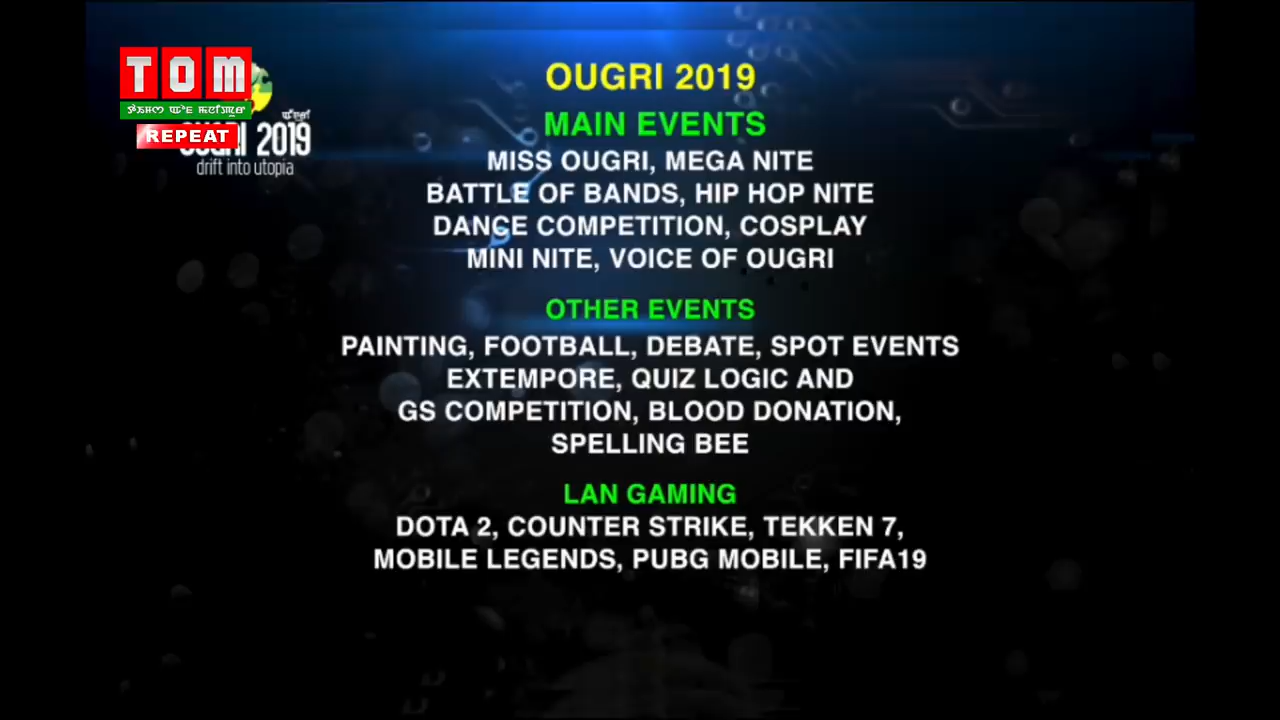 TOM
REPEAT
2019
drift into utopia
OUGRI 2019
MAIN EVENTS
MISS OUGRI, MEGA NITE
BATTLE OF BANDS, HIP HOP NITE
DANCE COMPETITION, COSPLAY
MINI NITE, VOICE OF OUGRI
OTHER EVENTS
PAINTING, FOOTBALL, DEBATE, SPOT EVENTS
EXTEMPORE, QUIZ LOGIC AND
GS COMPETITION, BLOOD DONATION,
SPELLING BEE
LAN GAMING
DOTA 2, COUNTER STRIKE, TEKKEN 7,
MOBILE LEGENDS, PUBG MOBILE, FIFA19